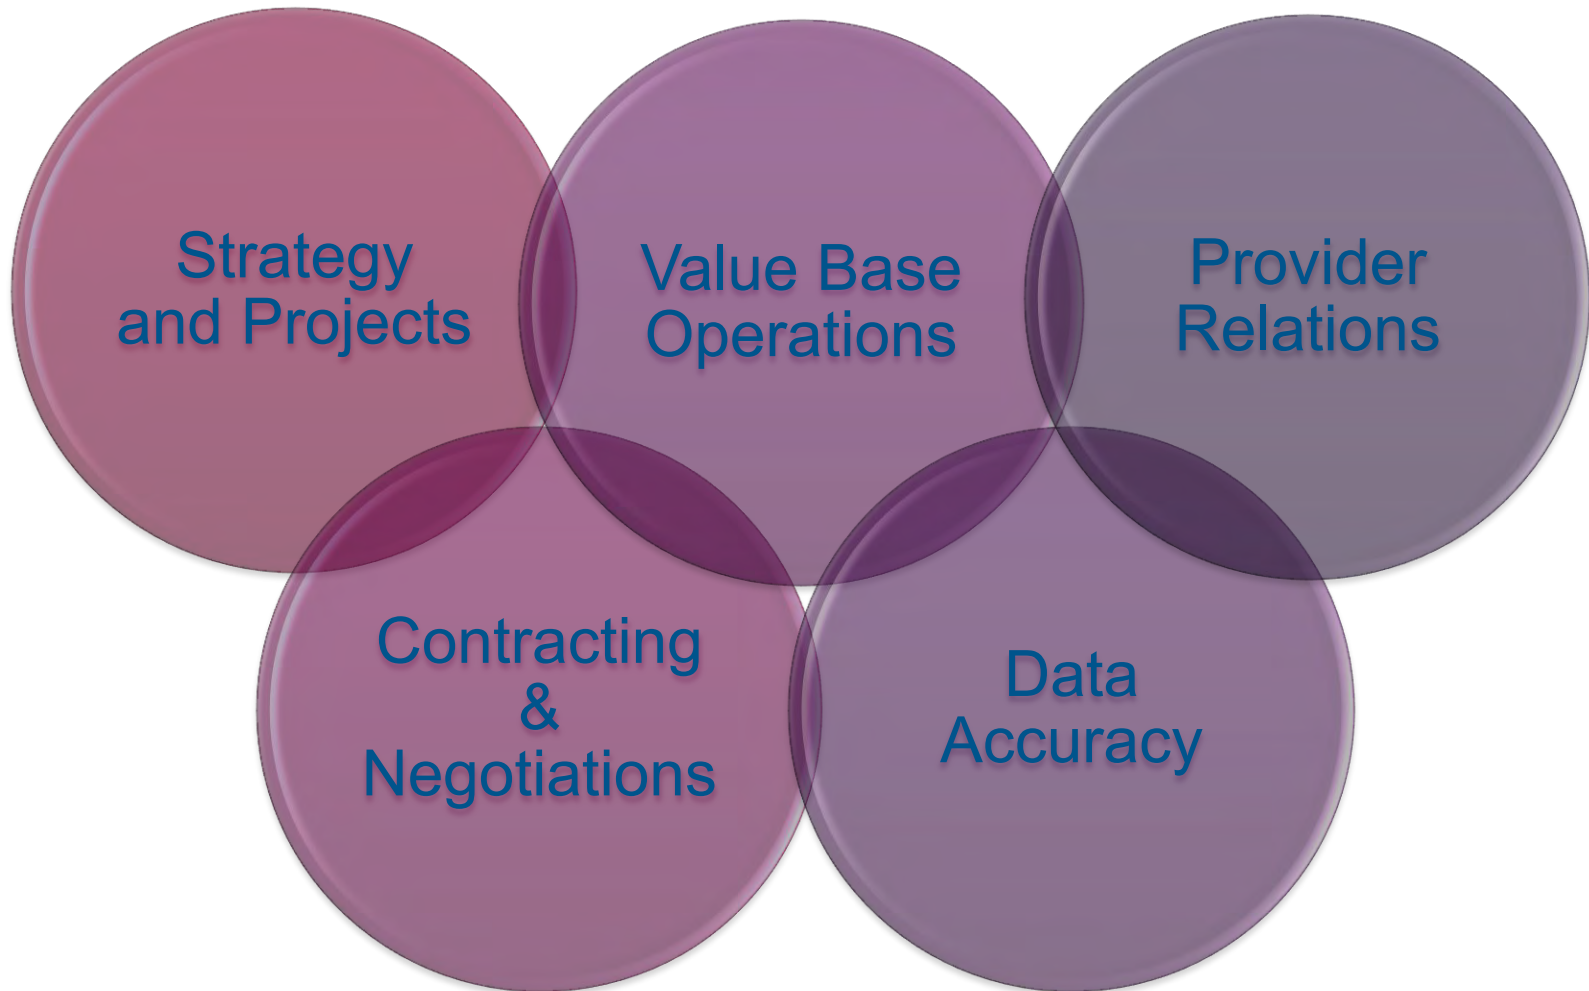 Strategy
and Projects
Value Base
Operations
Provider
Relations
Contracting
&
Negotiations
Data
Accuracy